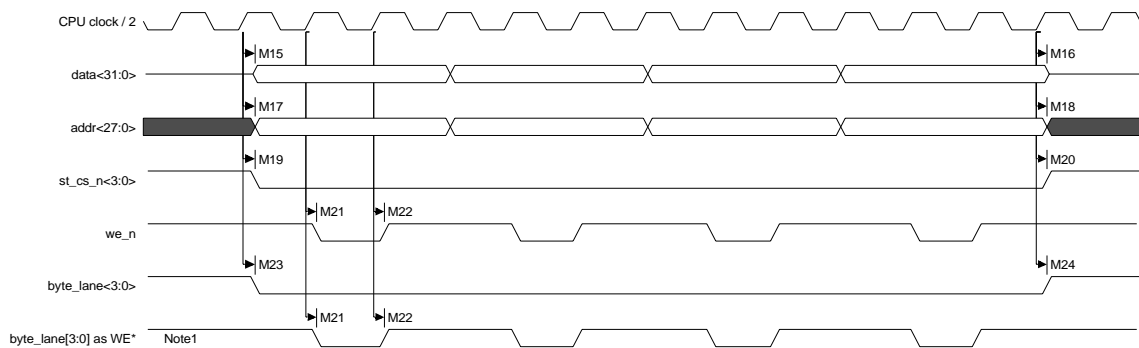 CPU clock / 2
M15 M16
data<31:0>
M17 M18
addr<27:0>
M19 M20
st_cs_n<3:0>
M21 M22
we_n
M23 M24
byte_lane<3:0>
M21 M22
byte_lane[3:0] as WE* Note1